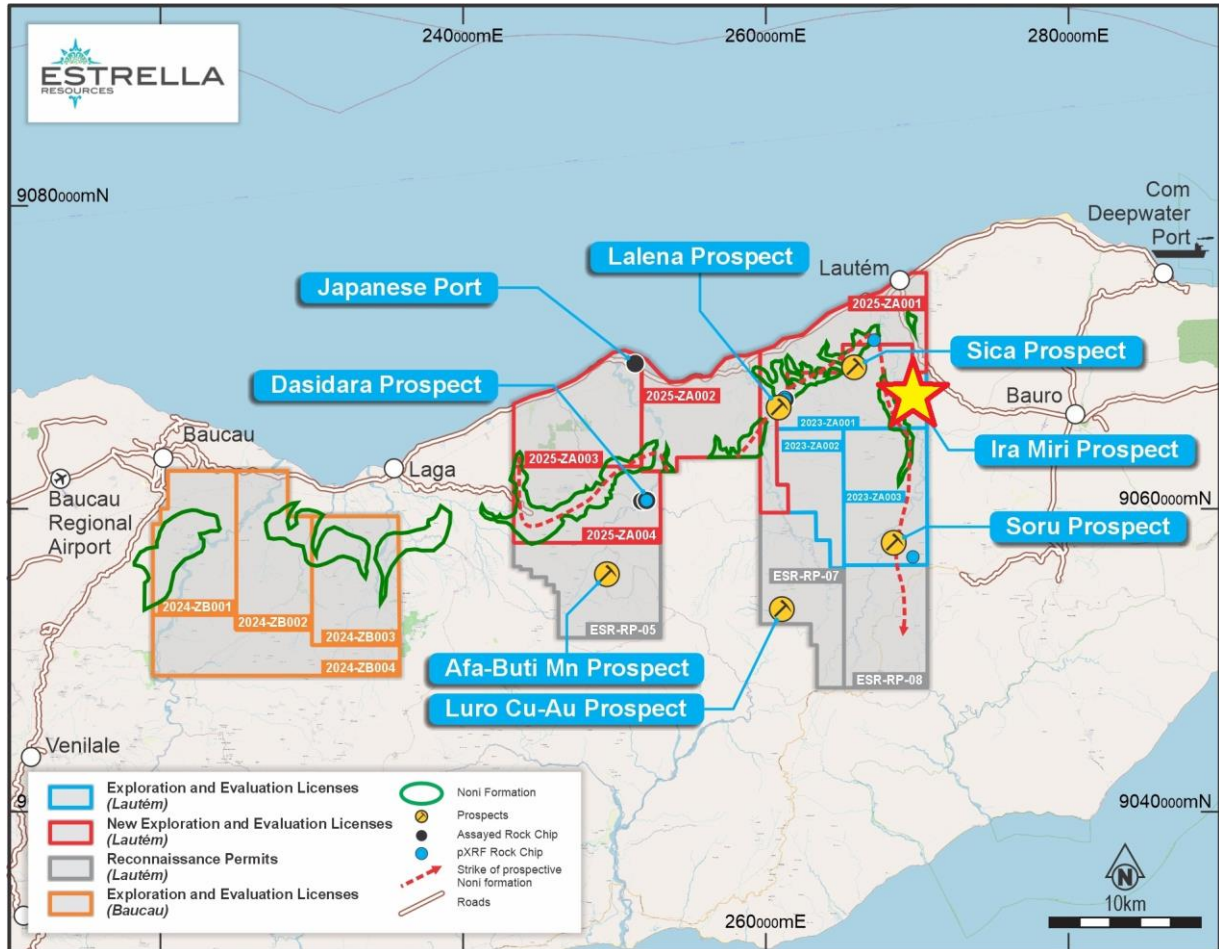 240000mE
260000mE
280000mE
ESTRELLA
RESOURCES
9080000mN
Com
Deepwater
Port
Lalena Prospect
Lautém
Japanese Port
2025-ZA001
Sica Prospect
Dasidara Prospect
2025-ZA002
Bauro
Baucau
2023-ZA001
2023-ZA002
Ira Miri Prospect
Laga
2025-ZA003
Baucau
Regional
Airport
2023-ZA003
9060000mN
Soru Prospect
2025-ZA004
ESR-RP-07
2024-ZB001
2024-ZB002
2024-ZB003
ESR-RP-05
2024-ZB004
Afa-Buti Mn Prospect
ESR-RP-08
Luro Cu-Au Prospect
Venilale
Exploration and Evaluation Licenses
(Lautém)
New Exploration and Evaluation Licenses
(Lautém)
Reconnaissance Permits
(Lautém)
Exploration and Evaluation Licenses
(Baucau)
Noni Formation
Prospects
Assayed Rock Chip
pXRF Rock Chip
Strike of prospective
Noni formation
Roads
9040000mN
N
10km
260000mE